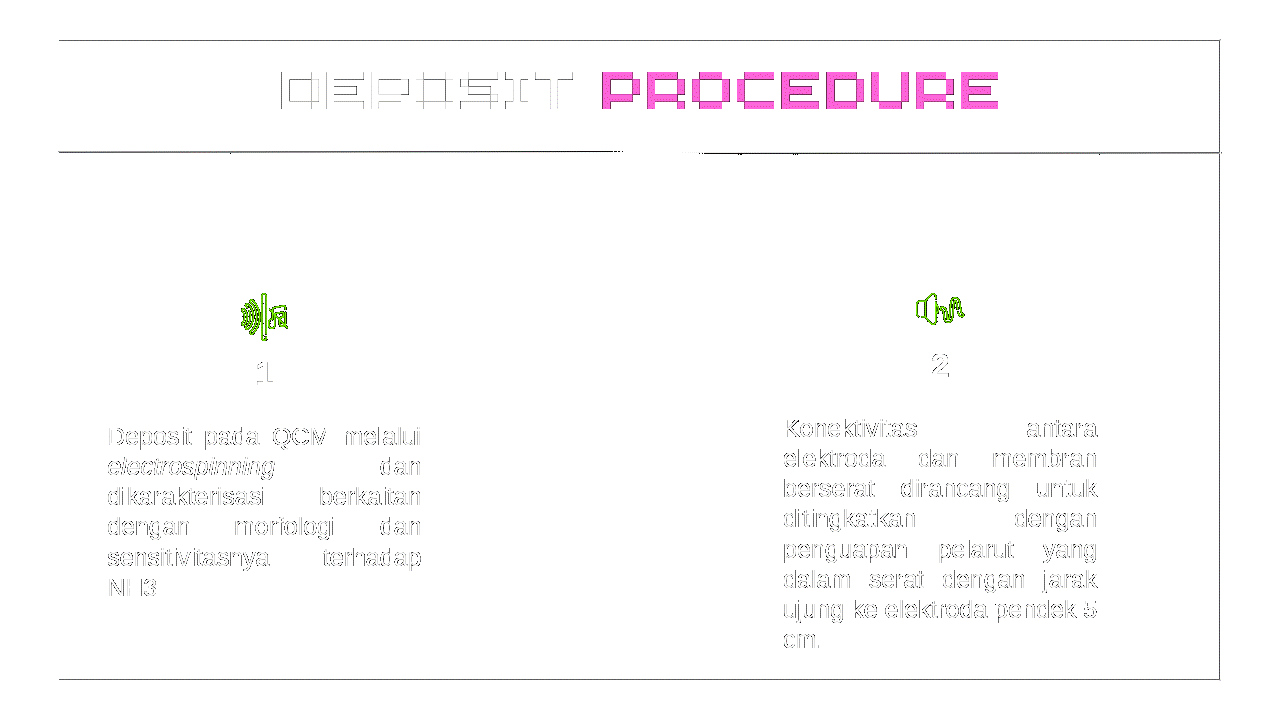 DEPOSIT PROCEDURE
1
Deposit pada QCM melalui
electrospinning dan
dikarakterisasi berkaitan
dengan morfologi dan
sensitivitasnya terhadap
NH3
2
Konektivitas antara
elektroda dan membran
berserat dirancang untuk
ditingkatkan dengan
penguapan pelarut yang
dalam serat dengan jarak
ujung ke elektroda pendek 5
cm.